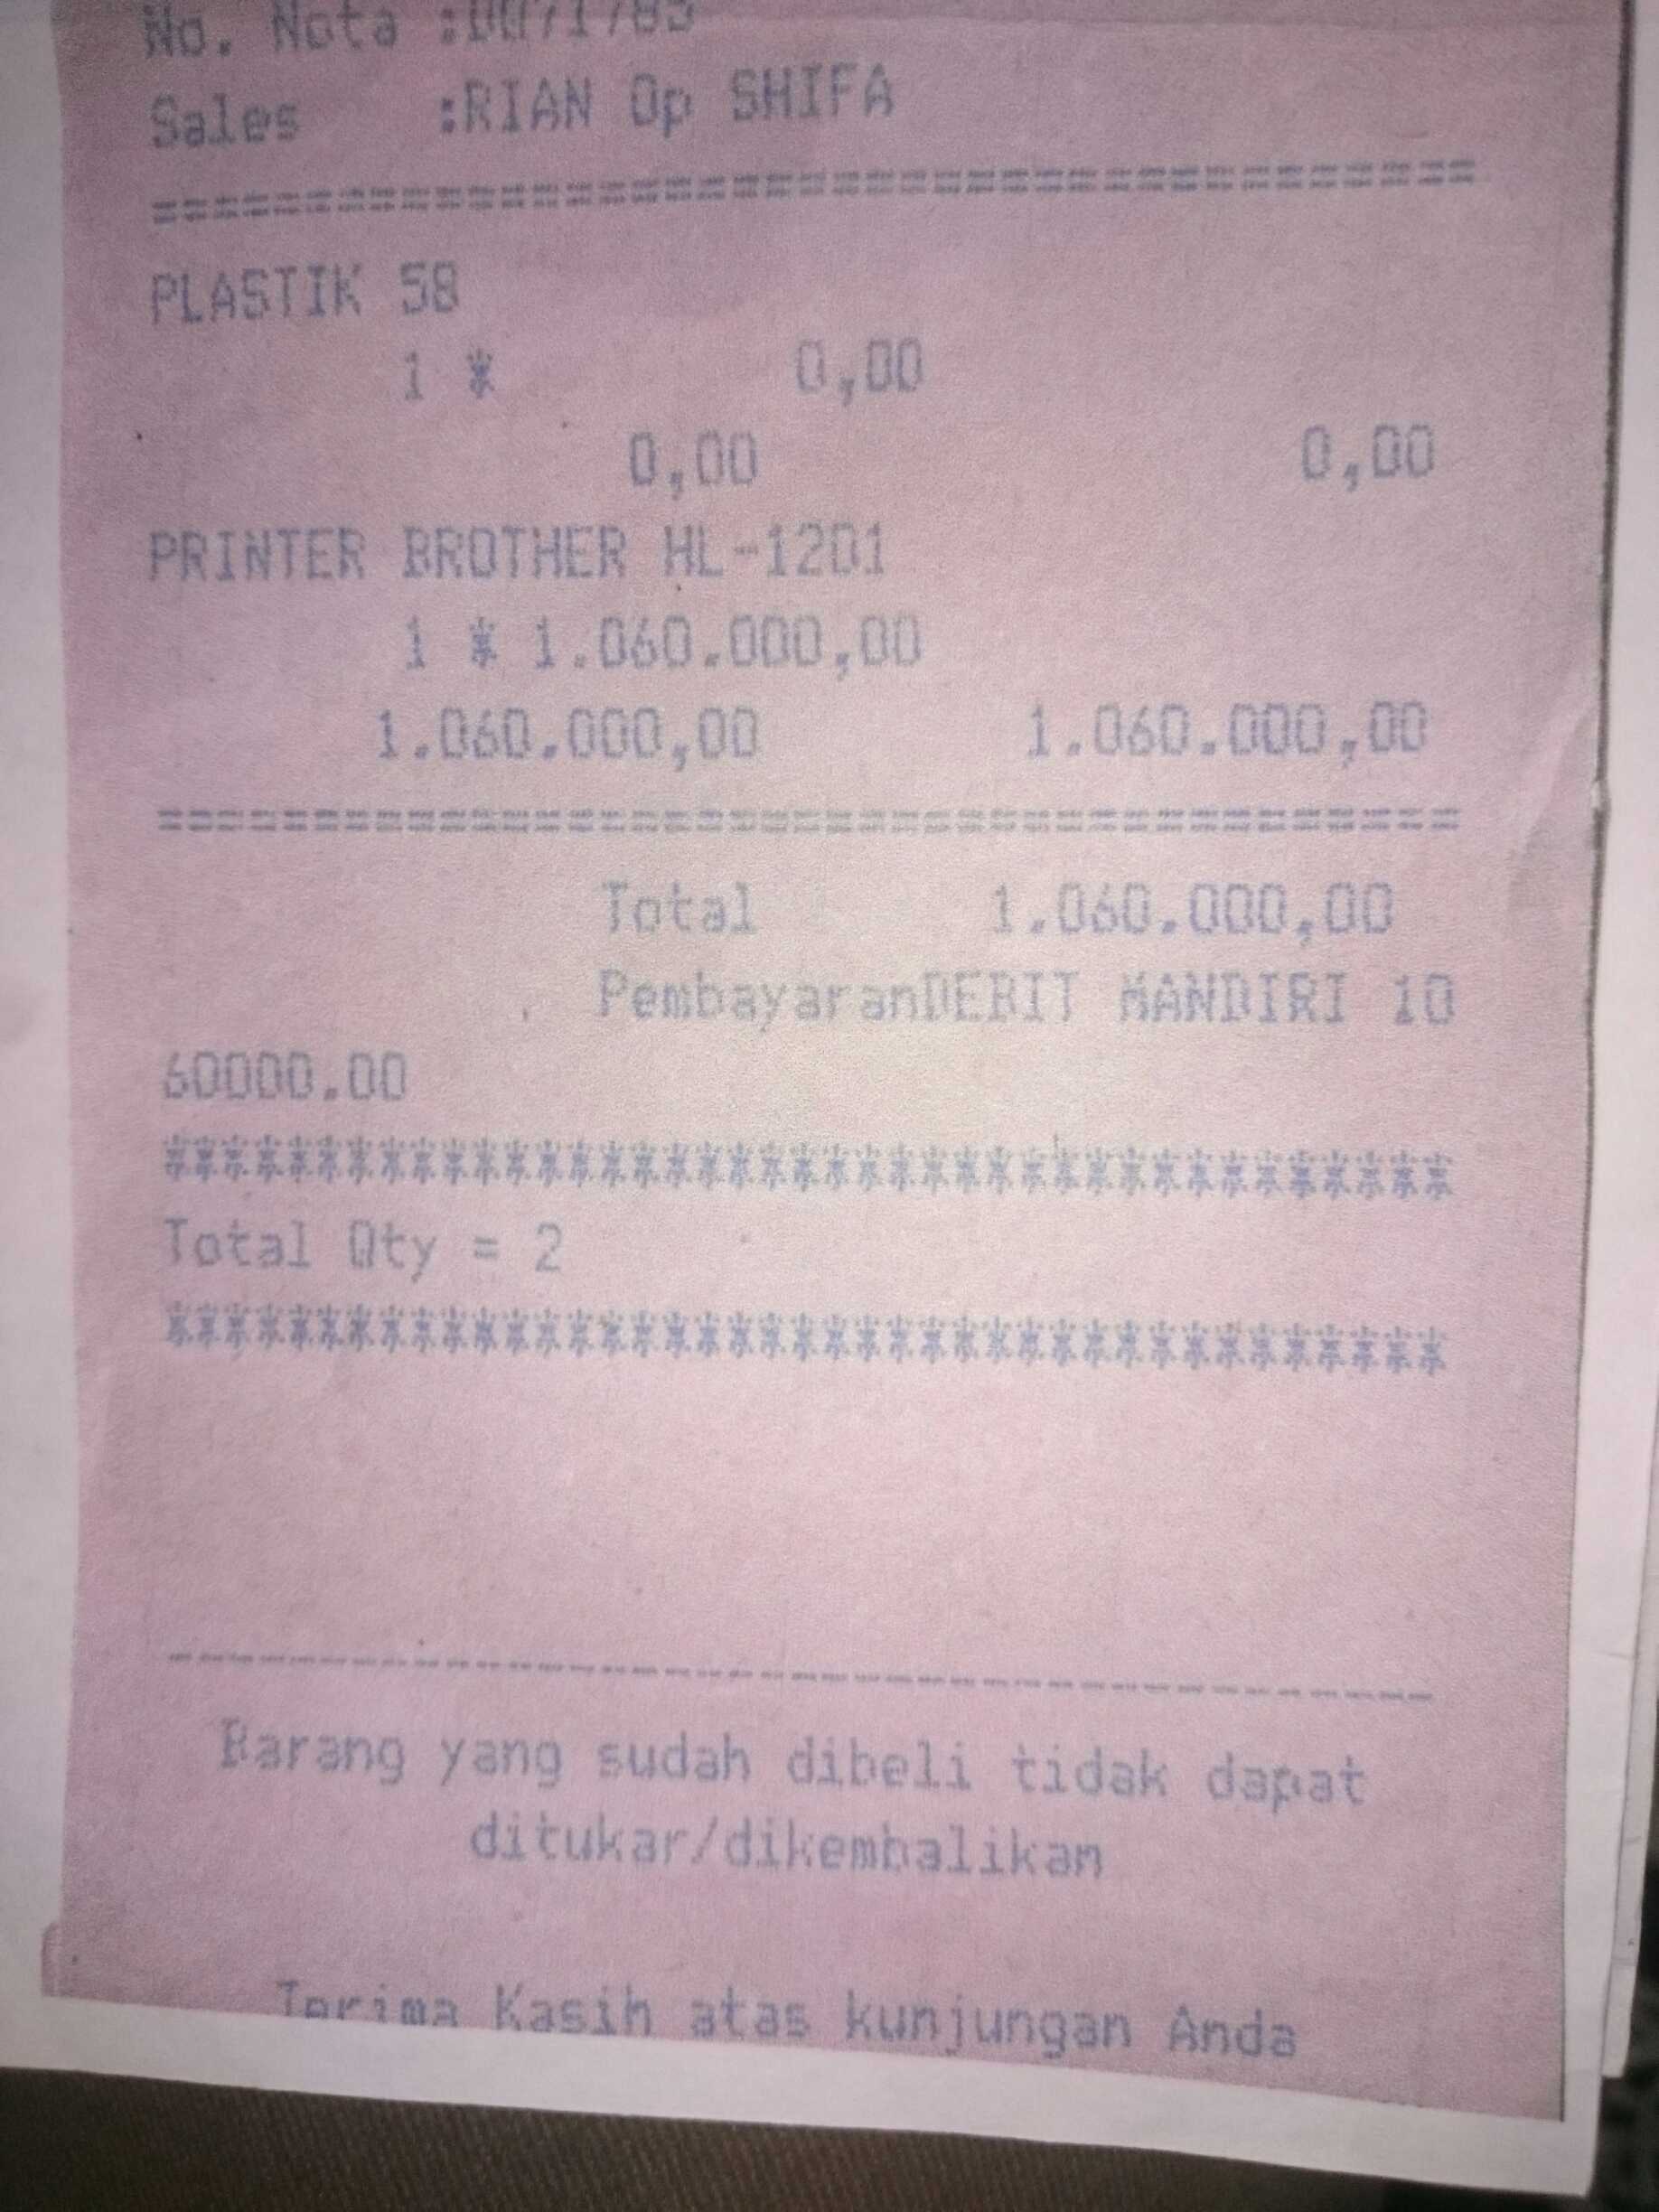 No. Nota :
Sales :RIAN Op SHIFA
==========================================
PLASTIK 58
1 * 0,00
0,00 0,00
PRINTER BROTHER HL-1201
1 * 1.060.000,00
1.060.000,00 1.060.000,00
==========================================
Total 1.060.000,00
PembayaranDEBIT MANDIRI 10
60000.00
****************************************
Total Qty = 2
****************************************
----------------------------------------
Barang yang sudah dibeli tidak dapat
ditukar/dikembalikan
Terima Kasih atas kunjungan Anda